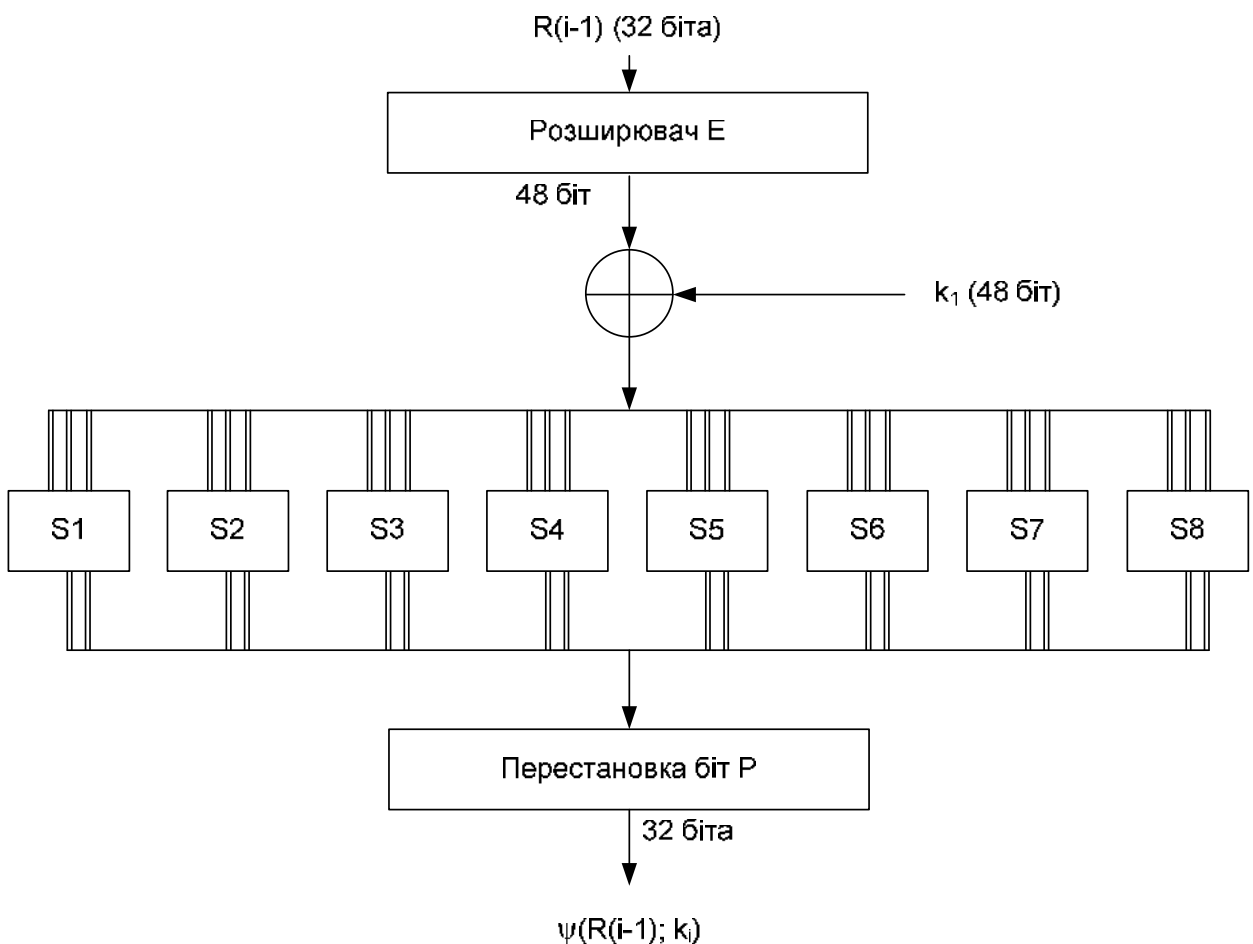 R(i-1) (32 біта)
Розширювач E
48 біт
k₁ (48 біт)
S1 S2 S3 S4 S5 S6 S7 S8
Перестановка біт P
32 біта
ψ(R(i-1); kᵢ)